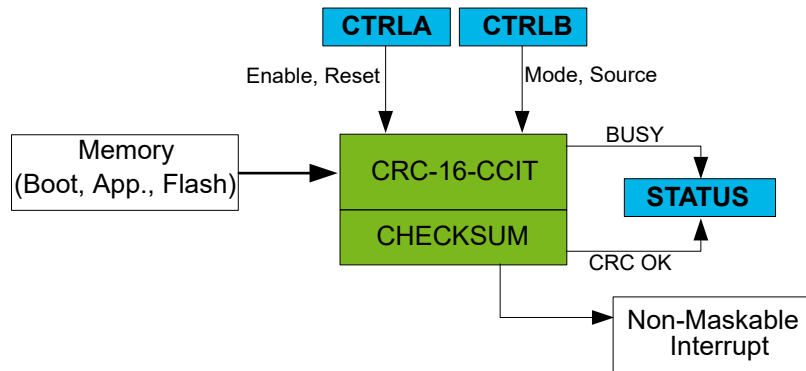 CTRLA CTRLB
Enable, Reset
Mode, Source
Memory
(Boot, App., Flash)
CRC-16-CCIT
CHECKSUM
BUSY
STATUS
CRC OK
Non-Maskable
Interrupt